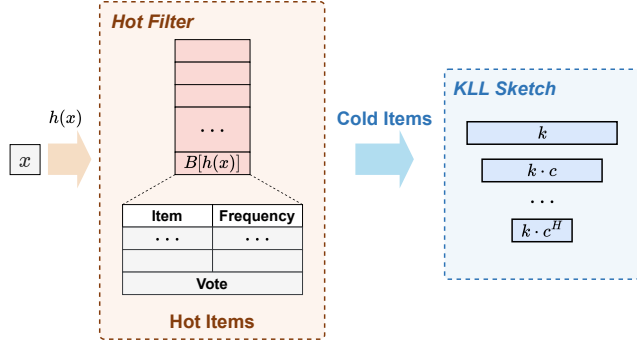 Hot Filter
h(x)
x
...
B[h(x)]
Item Frequency
... ...
Vote
Hot Items
Cold Items
KLL Sketch
k
k · c
...
k · c^H